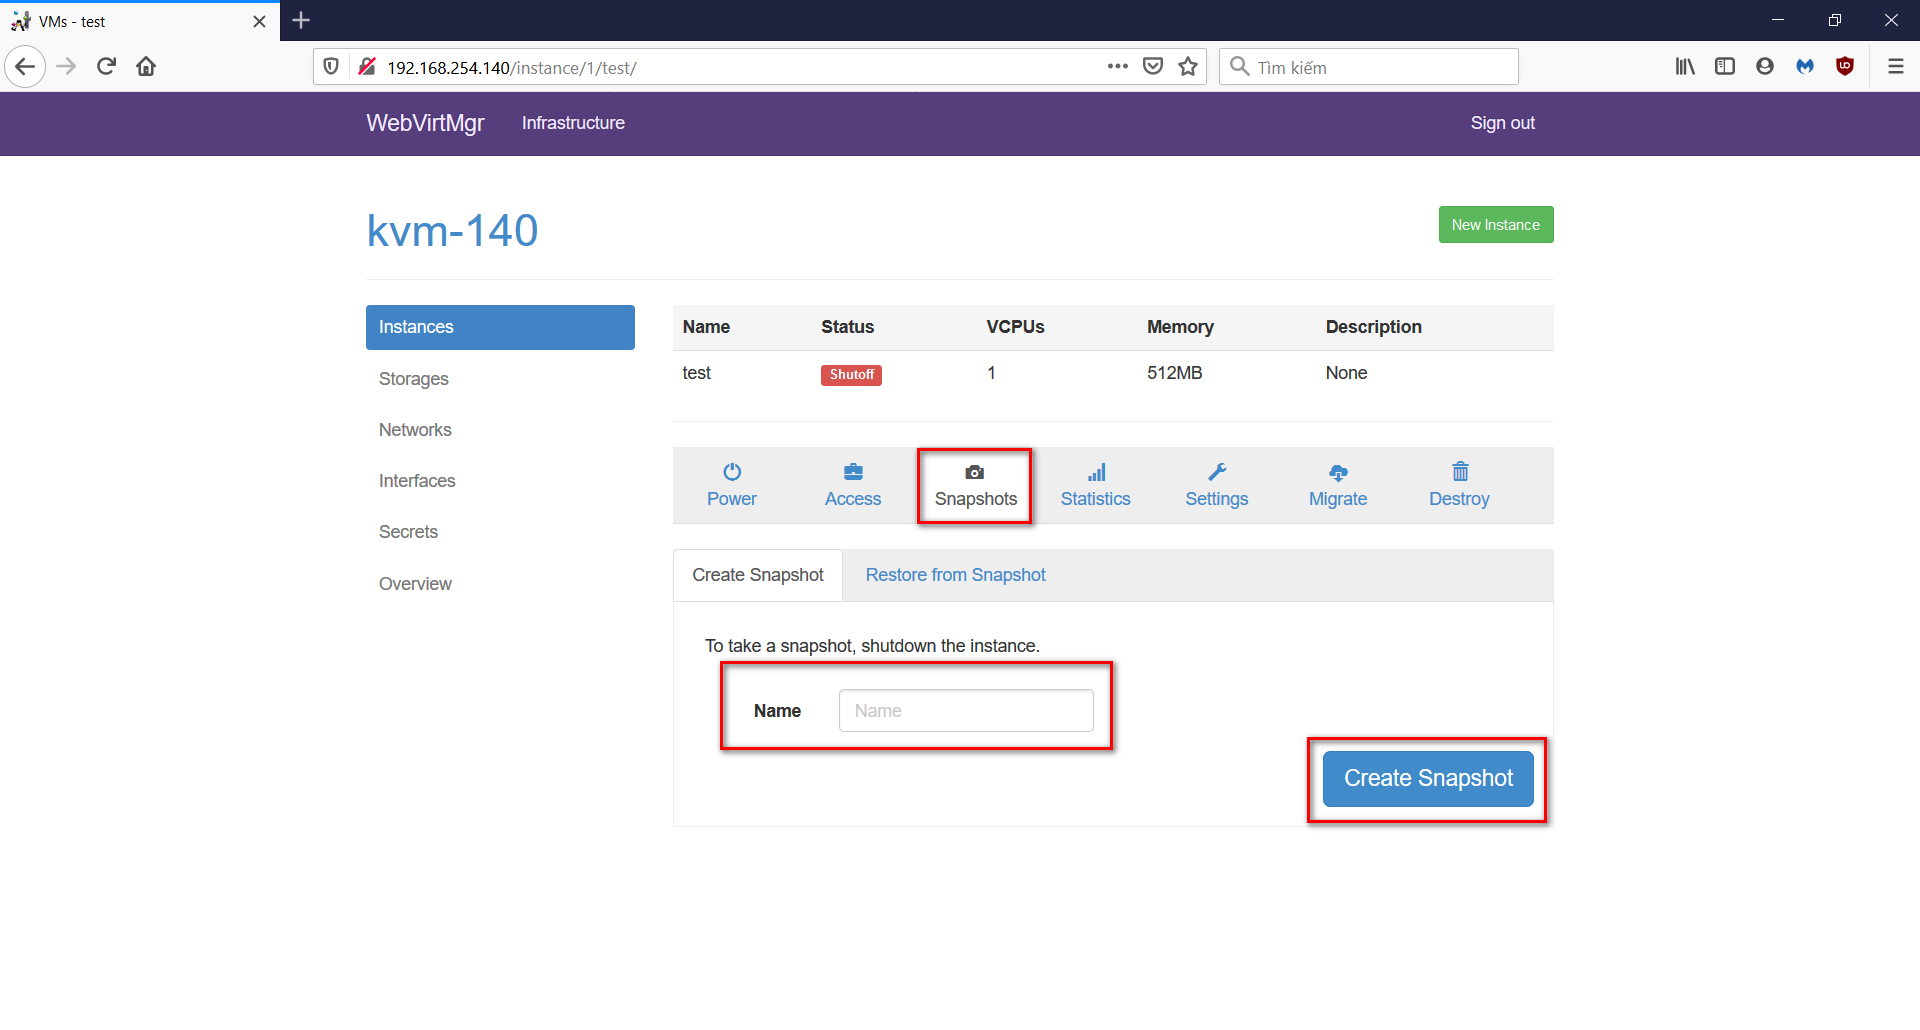 VMs - test
192.168.254.140/instance/1/test/
Tìm kiếm
WebVirtMgr Infrastructure Sign out
kvm-140
New Instance
Instances
Storages
Networks
Interfaces
Secrets
Overview
Name Status VCPUs Memory Description
test Shutoff 1 512MB None
Power Access Snapshots Statistics Settings Migrate Destroy
Create Snapshot Restore from Snapshot
To take a snapshot, shutdown the instance.
Name Name
Create Snapshot